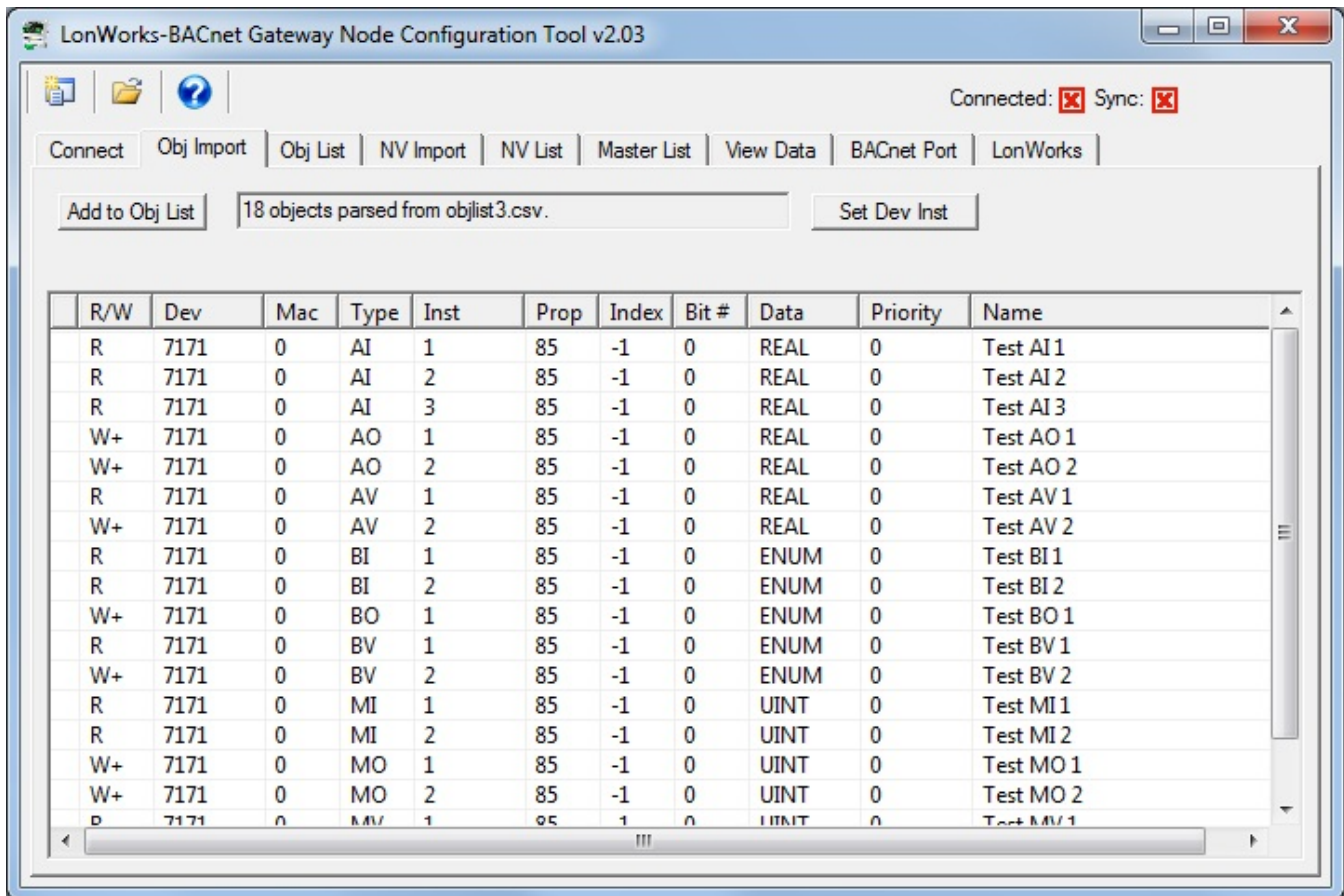 LonWorks-BACnet Gateway Node Configuration Tool v2.03
Connected: Sync:
Connect Obj Import Obj List NV Import NV List Master List View Data BACnet Port LonWorks
Add to Obj List 18 objects parsed from objlist3.csv. Set Dev Inst
R/W Dev Mac Type Inst Prop Index Bit # Data Priority Name
R 7171 0 AI 1 85 -1 0 REAL 0 Test AI 1
R 7171 0 AI 2 85 -1 0 REAL 0 Test AI 2
R 7171 0 AI 3 85 -1 0 REAL 0 Test AI 3
W+ 7171 0 AO 1 85 -1 0 REAL 0 Test AO 1
W+ 7171 0 AO 2 85 -1 0 REAL 0 Test AO 2
R 7171 0 AV 1 85 -1 0 REAL 0 Test AV 1
W+ 7171 0 AV 2 85 -1 0 REAL 0 Test AV 2
R 7171 0 BI 1 85 -1 0 ENUM 0 Test BI 1
R 7171 0 BI 2 85 -1 0 ENUM 0 Test BI 2
W+ 7171 0 BO 1 85 -1 0 ENUM 0 Test BO 1
R 7171 0 BV 1 85 -1 0 ENUM 0 Test BV 1
W+ 7171 0 BV 2 85 -1 0 ENUM 0 Test BV 2
R 7171 0 MI 1 85 -1 0 UINT 0 Test MI 1
R 7171 0 MI 2 85 -1 0 UINT 0 Test MI 2
W+ 7171 0 MO 1 85 -1 0 UINT 0 Test MO 1
W+ 7171 0 MO 2 85 -1 0 UINT 0 Test MO 2
R 7171 0 MV 1 85 -1 0 UINT 0 Test MV 1